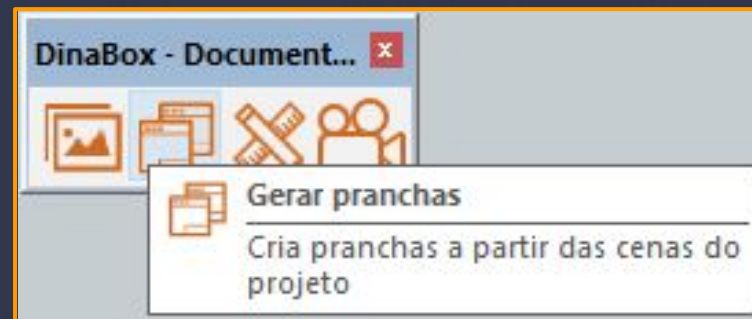 DinaBox - Document...
Gerar pranchas
Cria pranchas a partir das cenas do
projeto